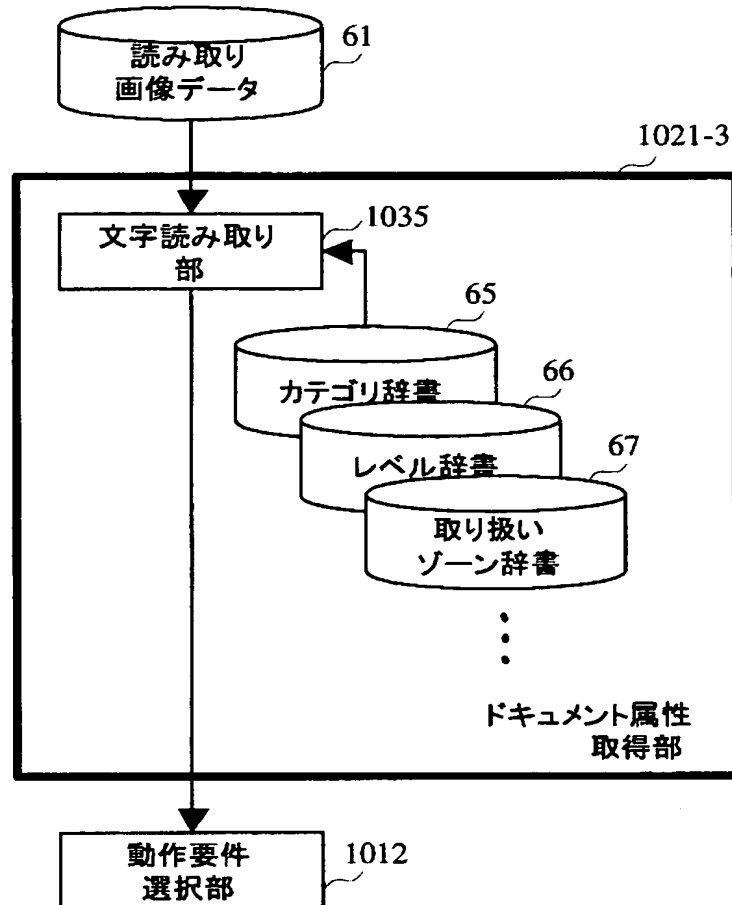 読み取り
画像データ
61
1021-3
文字読み取り
部
1035
65
カテゴリ辞書
66
レベル辞書
67
取り扱い
ゾーン辞書
ドキュメント属性
取得部
動作要件
選択部
1012